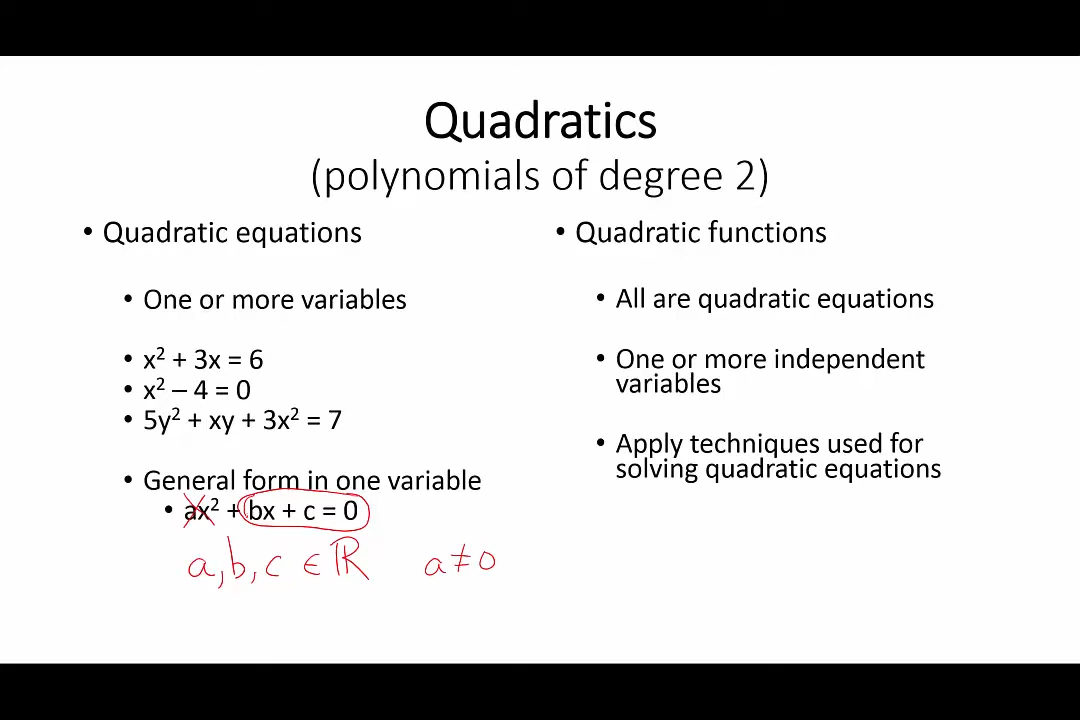 Quadratics
(polynomials of degree 2)
• Quadratic equations
• One or more variables
• x² + 3x = 6
• x² – 4 = 0
• 5y² + xy + 3x² = 7
• General form in one variable
• ax² + bx + c = 0
a, b, c ∈ ℝ a ≠ 0
• Quadratic functions
• All are quadratic equations
• One or more independent
variables
• Apply techniques used for
solving quadratic equations